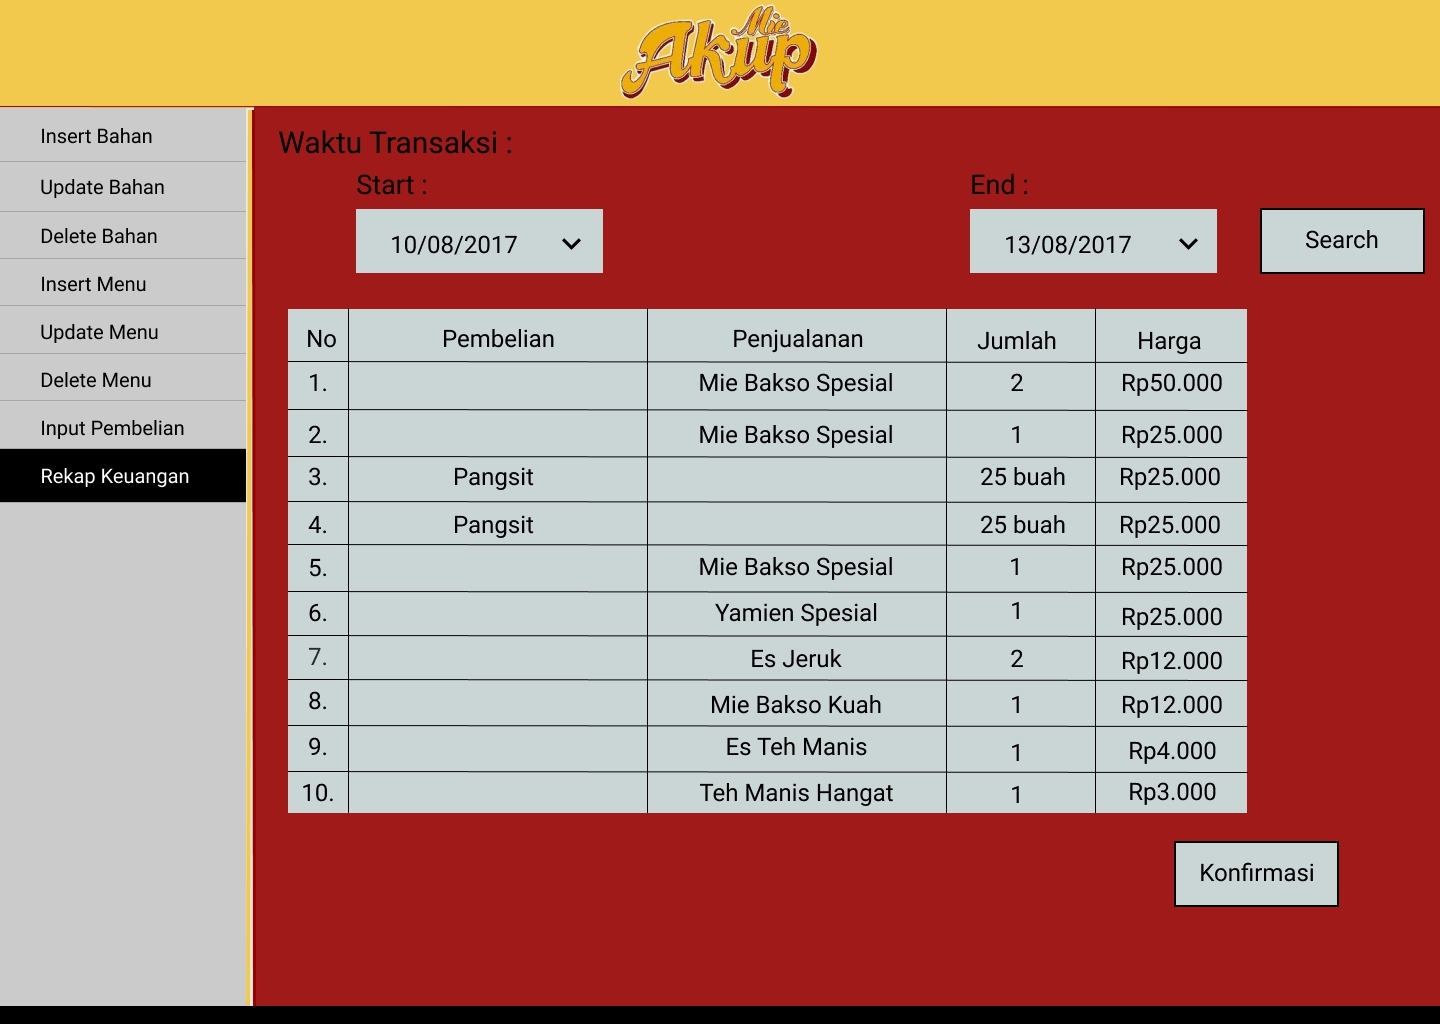 Mie
Akup
Insert Bahan
Update Bahan
Delete Bahan
Insert Menu
Update Menu
Delete Menu
Input Pembelian
Rekap Keuangan
Waktu Transaksi :
Start : End :
10/08/2017 13/08/2017 Search
No Pembelian Penjualanan Jumlah Harga
1. Mie Bakso Spesial 2 Rp50.000
2. Mie Bakso Spesial 1 Rp25.000
3. Pangsit 25 buah Rp25.000
4. Pangsit 25 buah Rp25.000
5. Mie Bakso Spesial 1 Rp25.000
6. Yamien Spesial 1 Rp25.000
7. Es Jeruk 2 Rp12.000
8. Mie Bakso Kuah 1 Rp12.000
9. Es Teh Manis 1 Rp4.000
10. Teh Manis Hangat 1 Rp3.000
Konfirmasi